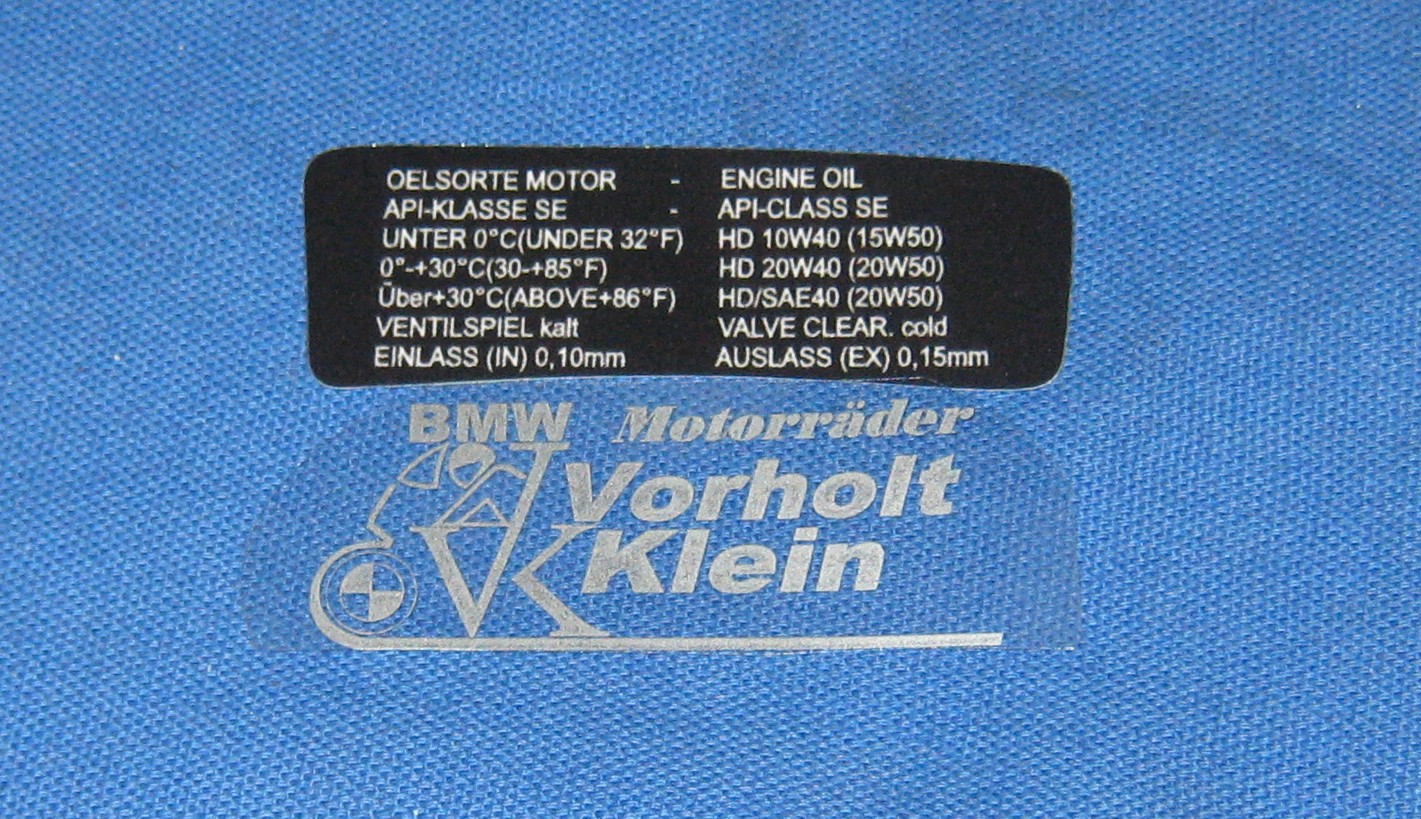 OELSORTE MOTOR - ENGINE OIL
API-KLASSE SE - API-CLASS SE
UNTER 0°C(UNDER 32°F) HD 10W40 (15W50)
0°-+30°C(30-+85°F) HD 20W40 (20W50)
Über+30°C(ABOVE+86°F) HD/SAE40 (20W50)
VENTILSPIEL kalt VALVE CLEAR. cold
EINLASS (IN) 0,10mm AUSLASS (EX) 0,15mm
BMW Motorräder
Vorholt
VK Klein